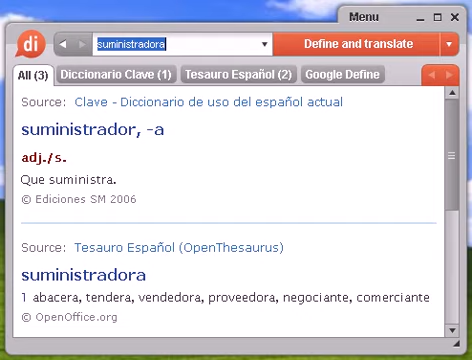 Menu
di
suministradora
Define and translate
All (3)
Diccionario Clave (1)
Tesauro Español (2)
Google Define
Source: Clave - Diccionario de uso del español actual
suministrador, -a
adj./s.
Que suministra.
© Ediciones SM 2006
Source: Tesauro Español (OpenThesaurus)
suministradora
1 abacera, tendera, vendedora, proveedora, negociante, comerciante
© OpenOffice.org